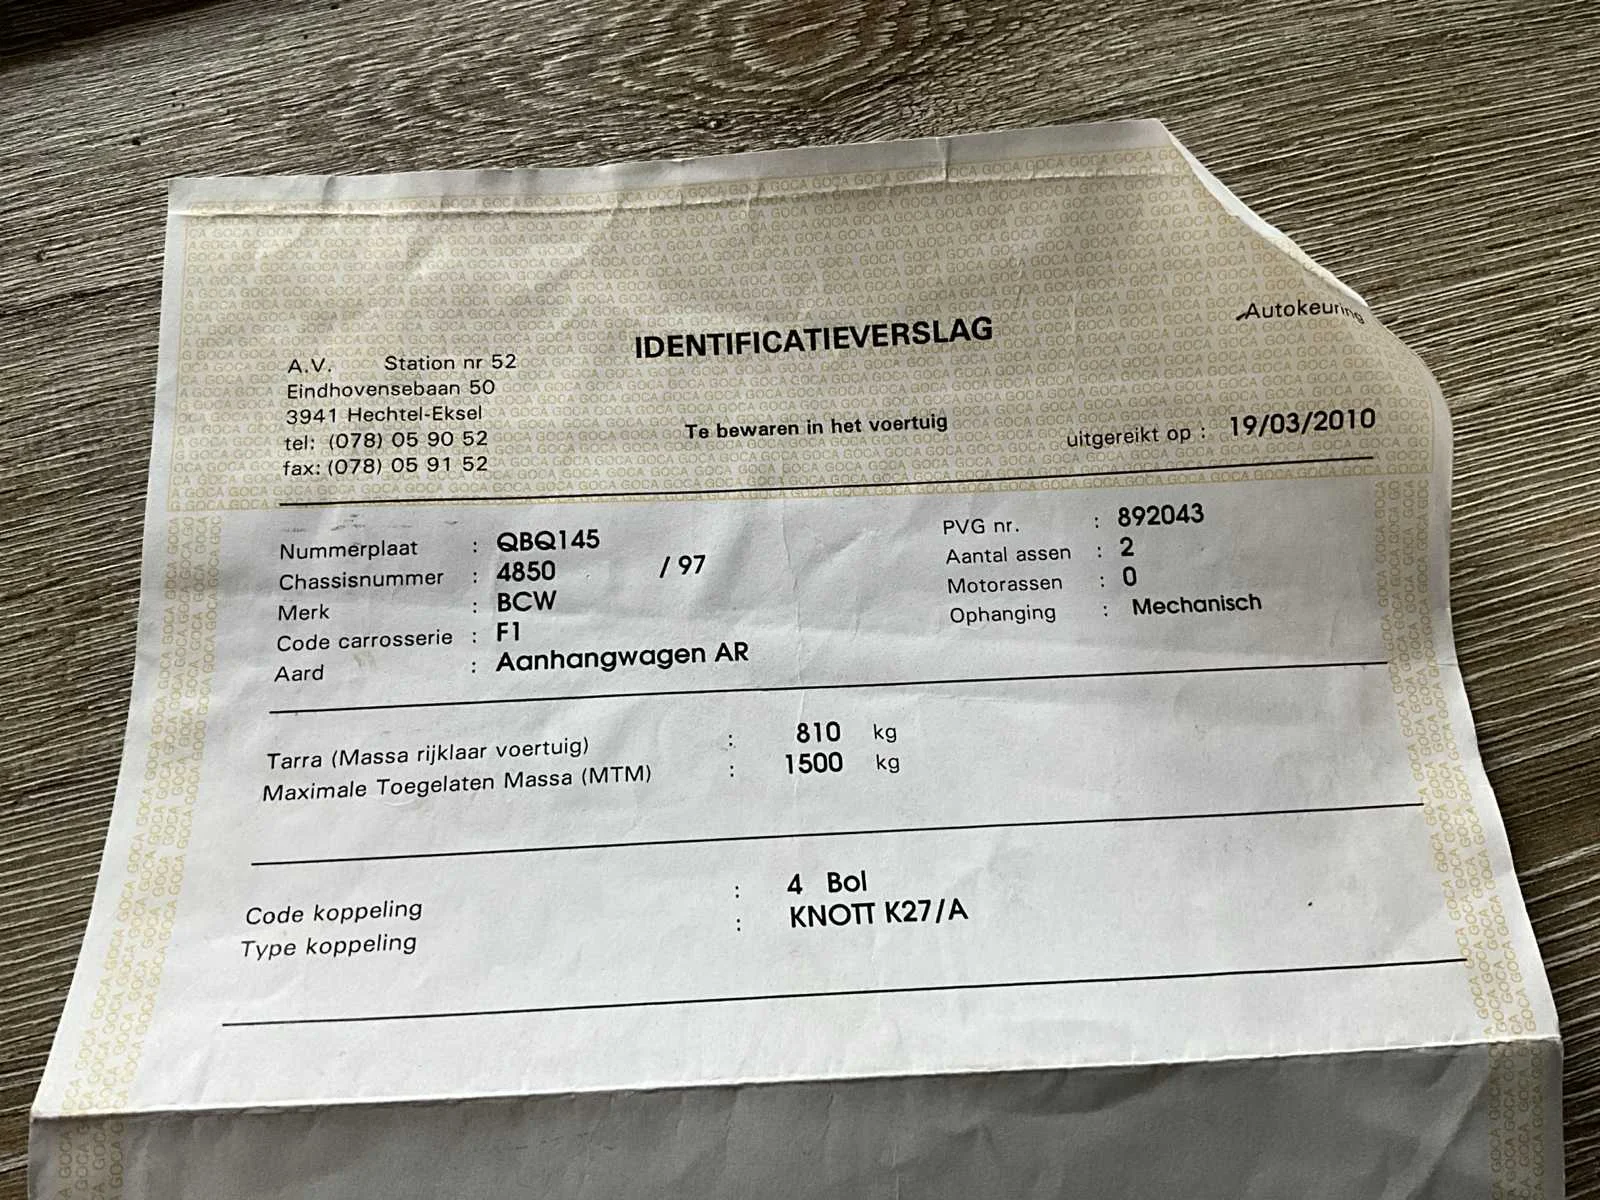 Autokeuring
IDENTIFICATIEVERSLAG
A.V. Station nr 52
Eindhovensebaan 50
3941 Hechtel-Eksel
tel: (078) 05 90 52
fax: (078) 05 91 52
Te bewaren in het voertuig
uitgereikt op : 19/03/2010
Nummerplaat : QBQ145
Chassisnummer : 4850 / 97
Merk : BCW
Code carrosserie : F1
Aard : Aanhangwagen AR
PVG nr. : 892043
Aantal assen : 2
Motorassen : 0
Ophanging : Mechanisch
Tarra (Massa rijklaar voertuig) : 810 kg
Maximale Toegelaten Massa (MTM) : 1500 kg
Code koppeling : 4 Bol
Type koppeling : KNOTT K27/A